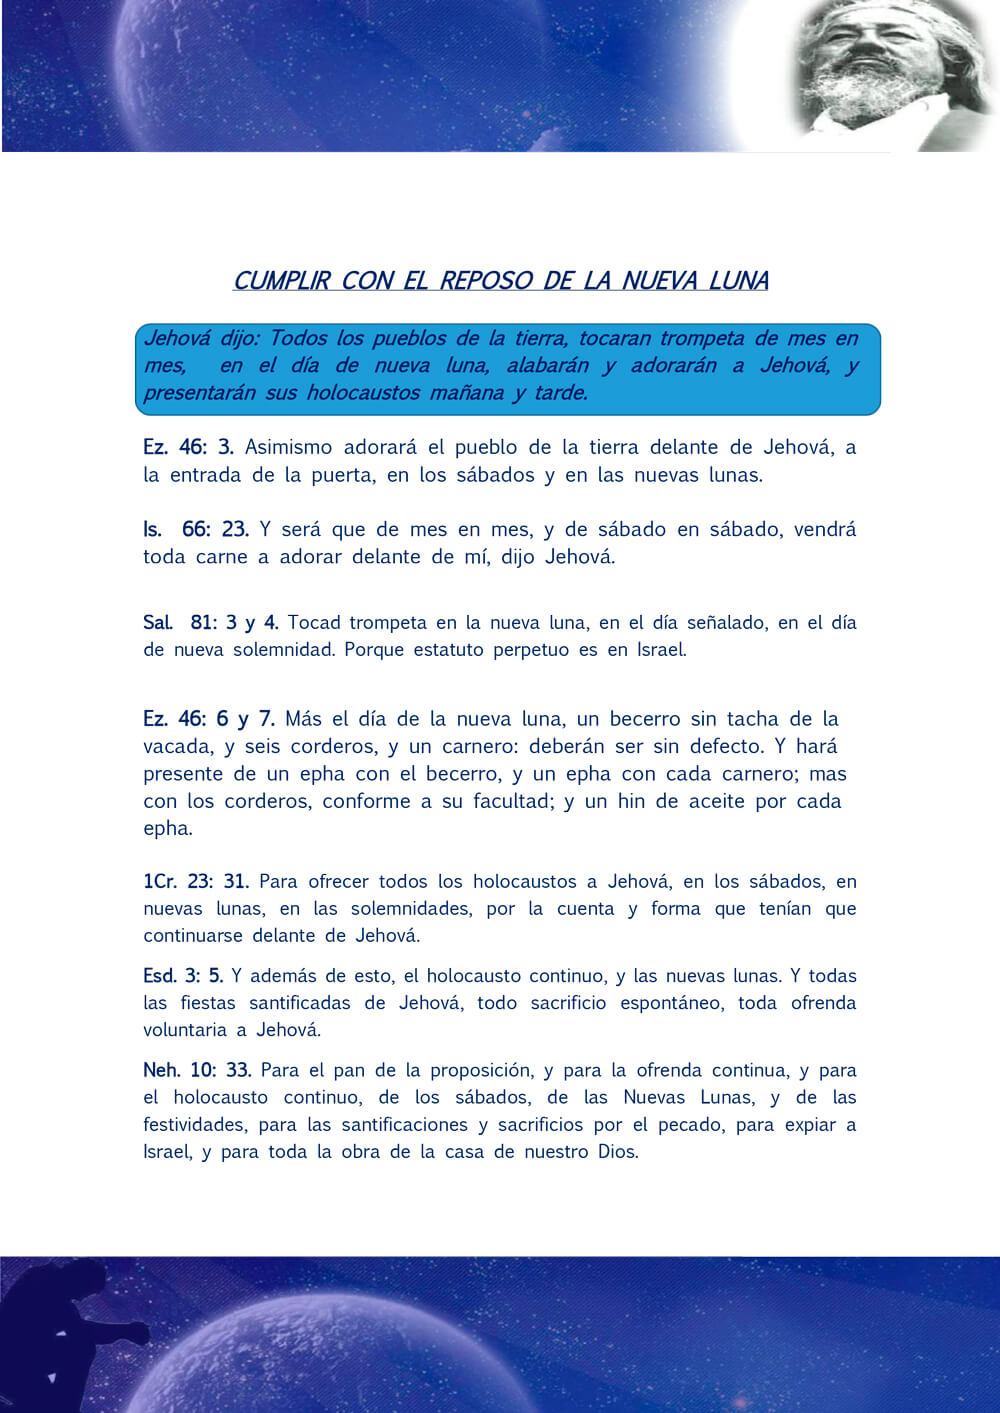 CUMPLIR CON EL REPOSO DE LA NUEVA LUNA
Jehová dijo: Todos los pueblos de la tierra, tocaran trompeta de mes en
mes, en el día de nueva luna, alabarán y adorarán a Jehová, y
presentarán sus holocaustos mañana y tarde.
Ez. 46: 3. Asimismo adorará el pueblo de la tierra delante de Jehová, a
la entrada de la puerta, en los sábados y en las nuevas lunas.
Is. 66: 23. Y será que de mes en mes, y de sábado en sábado, vendrá
toda carne a adorar delante de mí, dijo Jehová.
Sal. 81: 3 y 4. Tocad trompeta en la nueva luna, en el día señalado, en el día
de nueva solemnidad. Porque estatuto perpetuo es en Israel.
Ez. 46: 6 y 7. Más el día de la nueva luna, un becerro sin tacha de la
vacada, y seis corderos, y un carnero: deberán ser sin defecto. Y hará
presente de un epha con el becerro, y un epha con cada carnero; mas
con los corderos, conforme a su facultad; y un hin de aceite por cada
epha.
1Cr. 23: 31. Para ofrecer todos los holocaustos a Jehová, en los sábados, en
nuevas lunas, en las solemnidades, por la cuenta y forma que tenían que
continuarse delante de Jehová.
Esd. 3: 5. Y además de esto, el holocausto continuo, y las nuevas lunas. Y todas
las fiestas santificadas de Jehová, todo sacrificio espontáneo, toda ofrenda
voluntaria a Jehová.
Neh. 10: 33. Para el pan de la proposición, y para la ofrenda continua, y para
el holocausto continuo, de los sábados, de las Nuevas Lunas, y de las
festividades, para las santificaciones y sacrificios por el pecado, para expiar a
Israel, y para toda la obra de la casa de nuestro Dios.